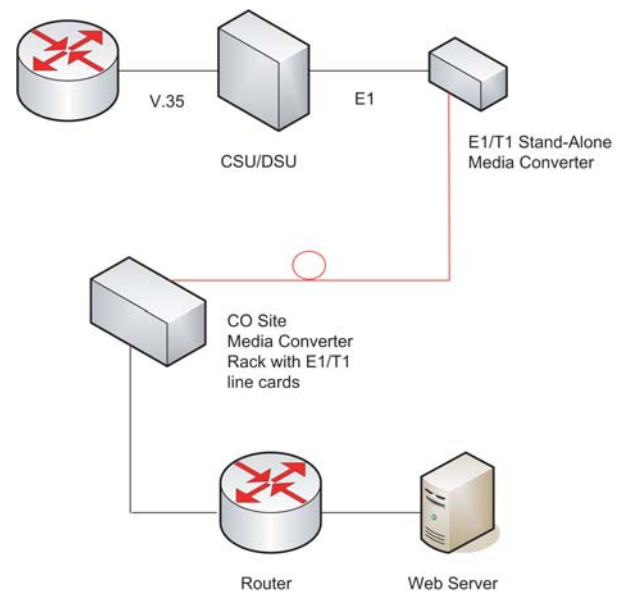 V.35
E1
CSU/DSU
E1/T1 Stand-Alone
Media Converter
CO Site
Media Converter
Rack with E1/T1
line cards
Router
Web Server